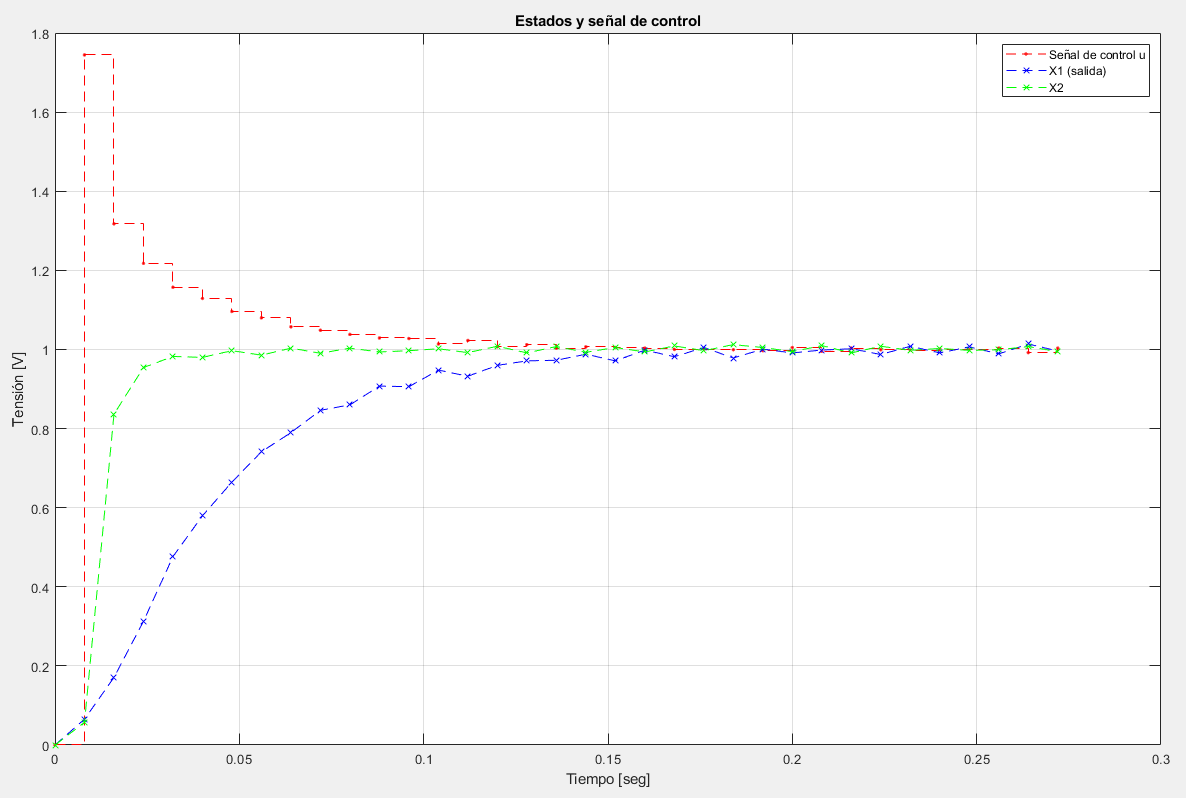 Estados y señal de control
Señal de control u
X1 (salida)
X2
Tensión [V]
1.8
1.6
1.4
1.2
1
0.8
0.6
0.4
0.2
0
0 0.05 0.1 0.15 0.2 0.25 0.3
Tiempo [seg]